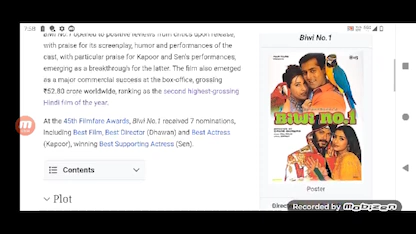 7:59
Biwi No.1 opened to positive reviews from critics upon release,
with praise for its screenplay, humor and performances of the
cast, with particular praise for Kapoor and Sen's performances,
emerging as a breakthrough for the latter. The film also emerged
as a major commercial success at the box-office, grossing
₹52.80 crore worldwide, ranking as the second highest-grossing
Hindi film of the year.
At the 45th Filmfare Awards, Biwi No.1 received 7 nominations,
including Best Film, Best Director (Dhawan) and Best Actress
(Kapoor), winning Best Supporting Actress (Sen).
Contents
Plot
Biwi No.1
BIWI No.1
Poster
Directe
Recorded by Mobizen